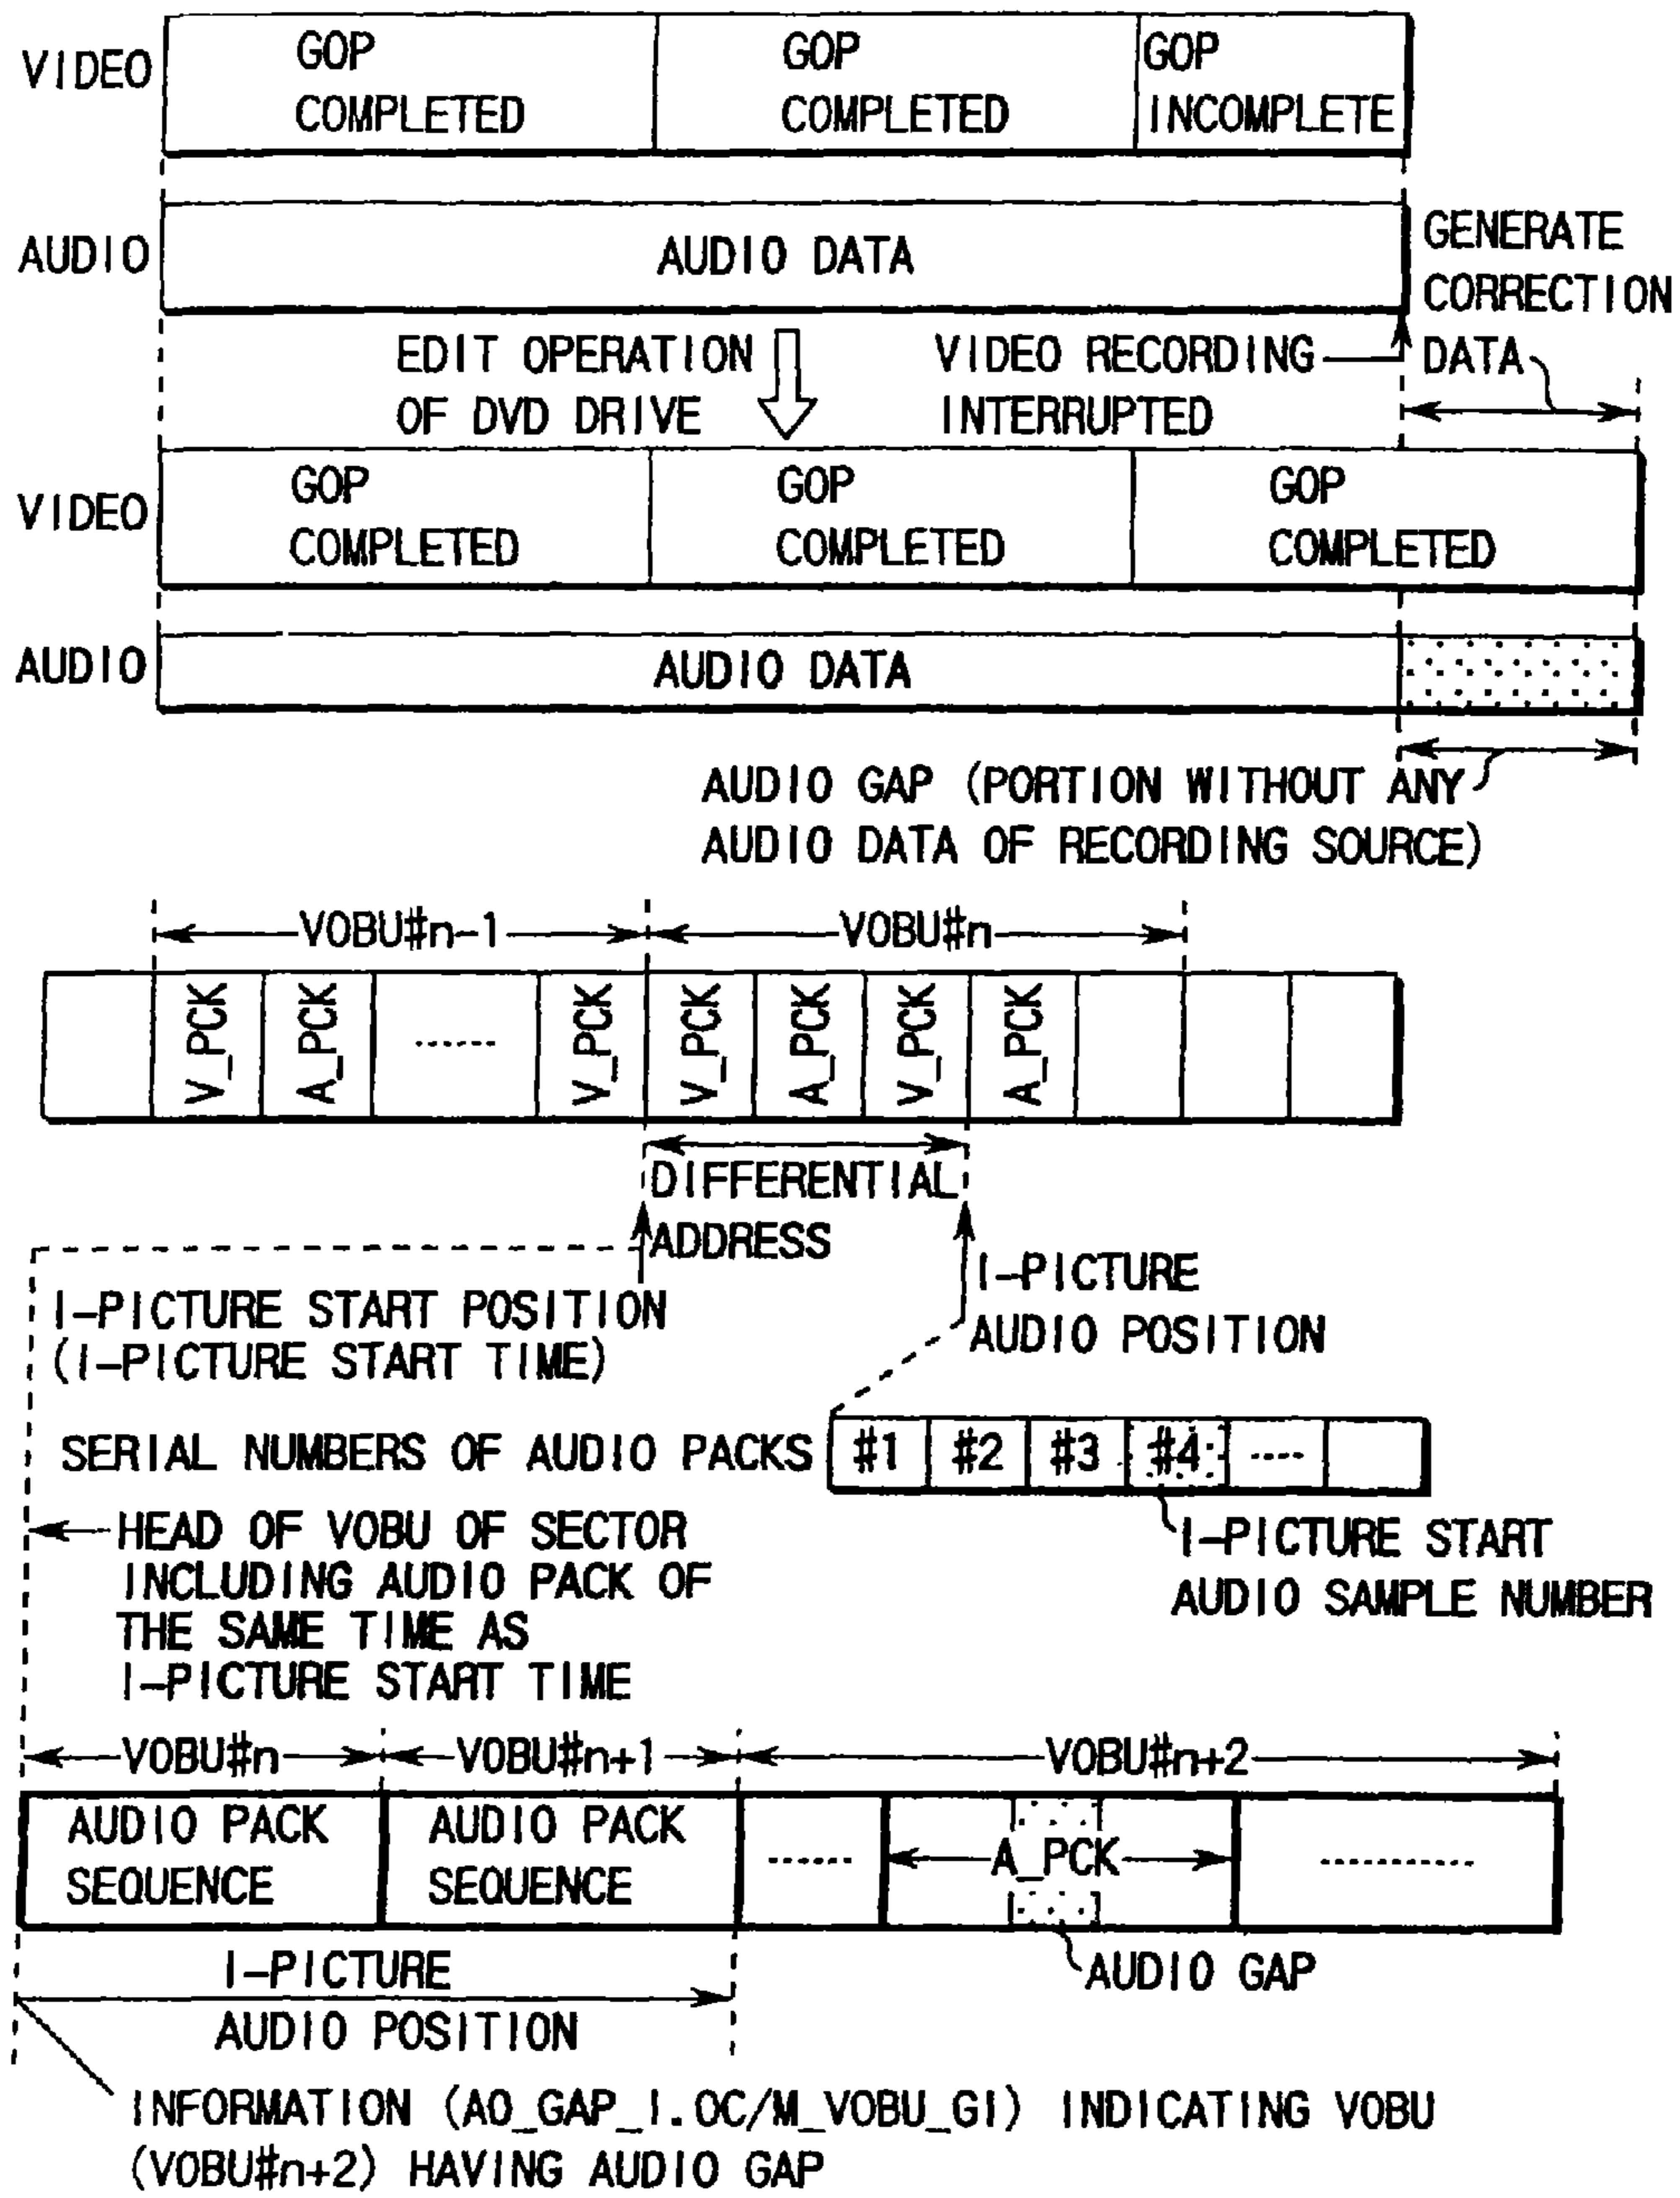 VIDEO
GOP
COMPLETED
GOP
COMPLETED
GOP
INCOMPLETE
AUDIO
AUDIO DATA
GENERATE
CORRECTION
DATA
EDIT OPERATION
OF DVD DRIVE
VIDEO RECORDING
INTERRUPTED
VIDEO
GOP
COMPLETED
GOP
COMPLETED
GOP
COMPLETED
AUDIO
AUDIO DATA
AUDIO GAP (PORTION WITHOUT ANY
AUDIO DATA OF RECORDING SOURCE)
VOBU#n-1
VOBU#n
V_PCK
A_PCK
------
V_PCK
V_PCK
A_PCK
V_PCK
A_PCK
DIFFERENTIAL
ADDRESS
I-PICTURE START POSITION
(I-PICTURE START TIME)
I-PICTURE
AUDIO POSITION
SERIAL NUMBERS OF AUDIO PACKS
#1
#2
#3
#4
----
I-PICTURE START
AUDIO SAMPLE NUMBER
HEAD OF VOBU OF SECTOR
INCLUDING AUDIO PACK OF
THE SAME TIME AS
I-PICTURE START TIME
VOBU#n
VOBU#n+1
VOBU#n+2
AUDIO PACK
SEQUENCE
AUDIO PACK
SEQUENCE
------
A_PCK
-----------
AUDIO GAP
I-PICTURE
AUDIO POSITION
INFORMATION (A0_GAP_I.OC/M_VOBU_GI) INDICATING VOBU
(VOBU#n+2) HAVING AUDIO GAP